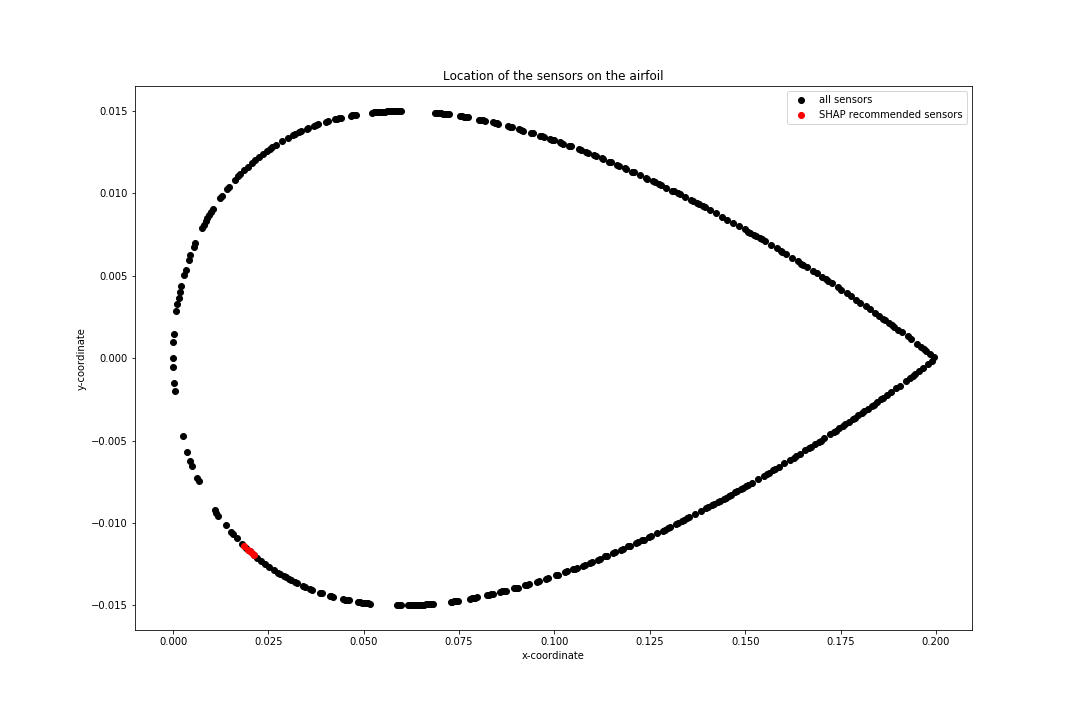 Location of the sensors on the airfoil
all sensors
SHAP recommended sensors
0.015
0.010
0.005
0.000
−0.005
−0.010
−0.015
y-coordinate
0.000 0.025 0.050 0.075 0.100 0.125 0.150 0.175 0.200
x-coordinate